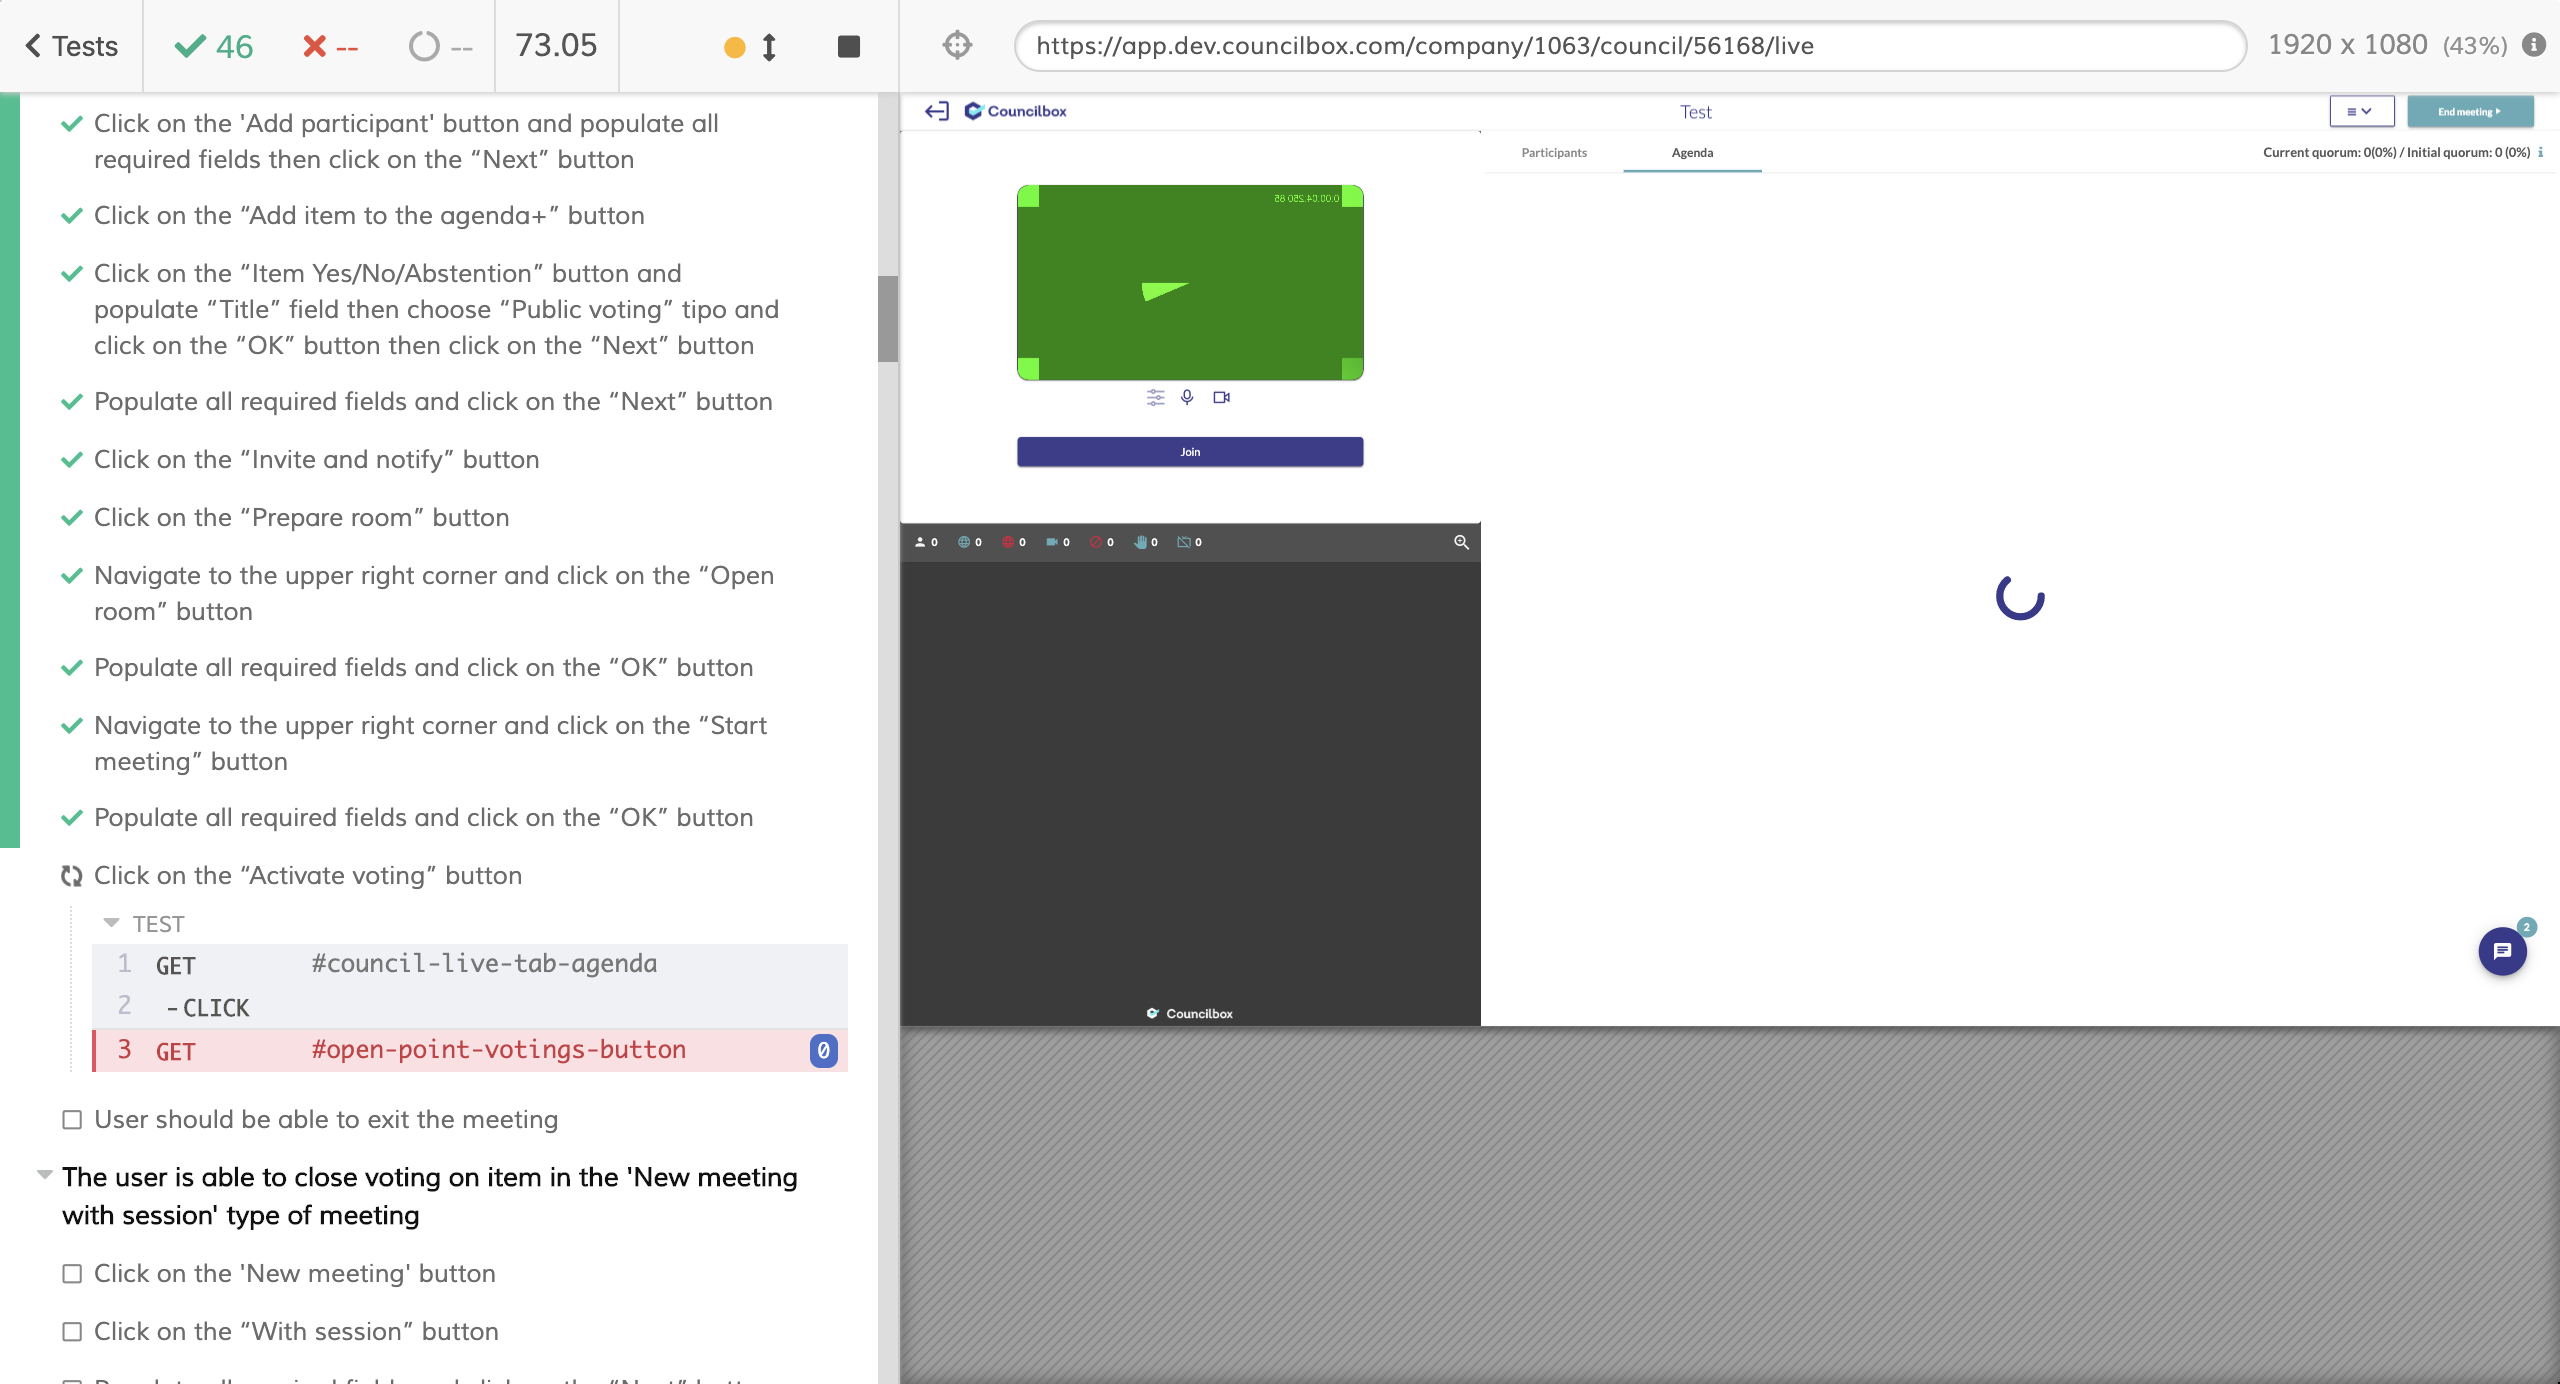 Tests
46
--
--
73.05
https://app.dev.councilbox.com/company/1063/council/56168/live
1920 x 1080 (43%)
Click on the 'Add participant' button and populate all
required fields then click on the “Next” button
Click on the “Add item to the agenda+” button
Click on the “Item Yes/No/Abstention” button and
populate “Title” field then choose “Public voting” tipo and
click on the “OK” button then click on the “Next” button
Populate all required fields and click on the “Next” button
Click on the “Invite and notify” button
Click on the “Prepare room” button
Navigate to the upper right corner and click on the “Open
room” button
Populate all required fields and click on the “OK” button
Navigate to the upper right corner and click on the “Start
meeting” button
Populate all required fields and click on the “OK” button
Click on the “Activate voting” button
TEST
1 GET #council-live-tab-agenda
2 -CLICK
3 GET #open-point-votings-button 0
User should be able to exit the meeting
The user is able to close voting on item in the 'New meeting
with session' type of meeting
Click on the 'New meeting' button
Click on the “With session” button
Councilbox
Test
End meeting
Participants
Agenda
Current quorum: 0(0%) / Initial quorum: 0 (0%)
0:00:04.250 85
Join
0 0 0 0 0 0 0
2
Councilbox